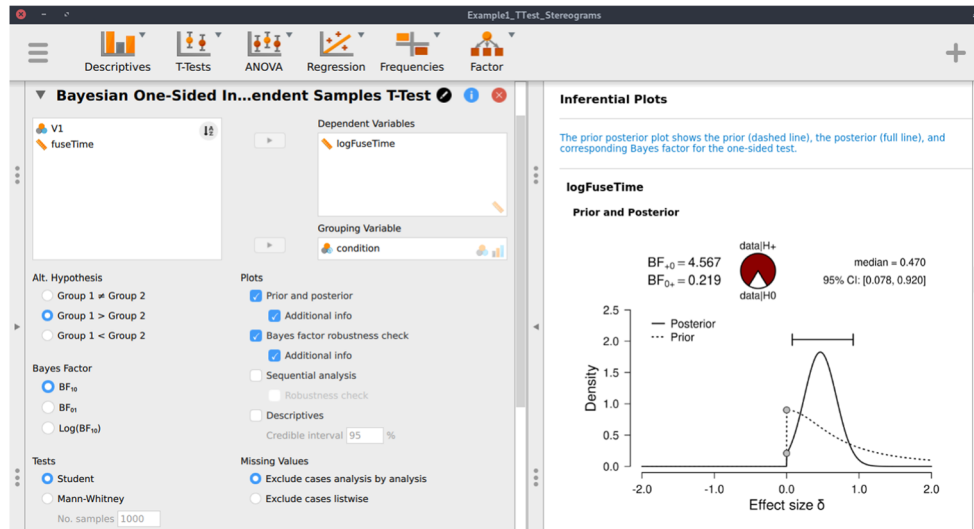 Example1_TTest_Stereograms
Descriptives
T-Tests
ANOVA
Regression
Frequencies
Factor
Bayesian One-Sided In...endent Samples T-Test
V1
fuseTime
Dependent Variables
logFuseTime
Grouping Variable
condition
Alt. Hypothesis
Group 1 ≠ Group 2
Group 1 > Group 2
Group 1 < Group 2
Bayes Factor
BF₁₀
BF₀₁
Log(BF₁₀)
Tests
Student
Mann-Whitney
No. samples 1000
Plots
Prior and posterior
Additional info
Bayes factor robustness check
Additional info
Sequential analysis
Robustness check
Descriptives
Credible interval 95 %
Missing Values
Exclude cases analysis by analysis
Exclude cases listwise
Inferential Plots
The prior posterior plot shows the prior (dashed line), the posterior (full line), and
corresponding Bayes factor for the one-sided test.
logFuseTime
Prior and Posterior
data|H+
BF₊₀ = 4.567
BF₀₊ = 0.219
data|H0
median = 0.470
95% CI: [0.078, 0.920]
Posterior
Prior
Density
2.5
2.0
1.5
1.0
0.5
0.0
-2.0 -1.0 0.0 1.0 2.0
Effect size δ